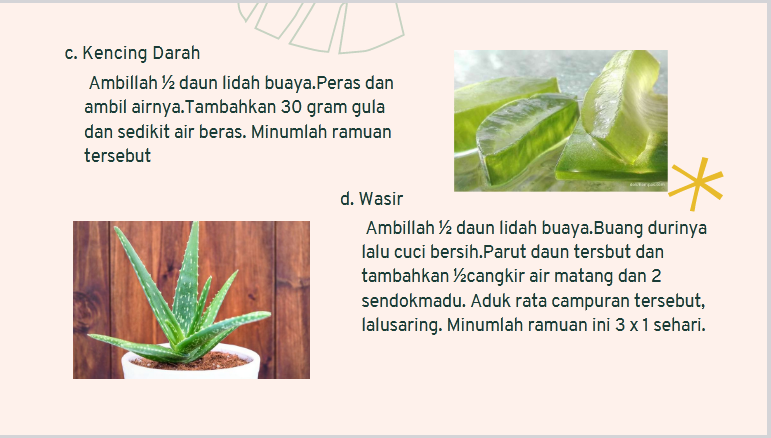 c. Kencing Darah
Ambillah ½ daun lidah buaya.Peras dan
ambil airnya.Tambahkan 30 gram gula
dan sedikit air beras. Minumlah ramuan
tersebut
d. Wasir
Ambillah ½ daun lidah buaya.Buang durinya
lalu cuci bersih.Parut daun tersbut dan
tambahkan ½cangkir air matang dan 2
sendokmadu. Aduk rata campuran tersebut,
lalusaring. Minumlah ramuan ini 3 x 1 sehari.